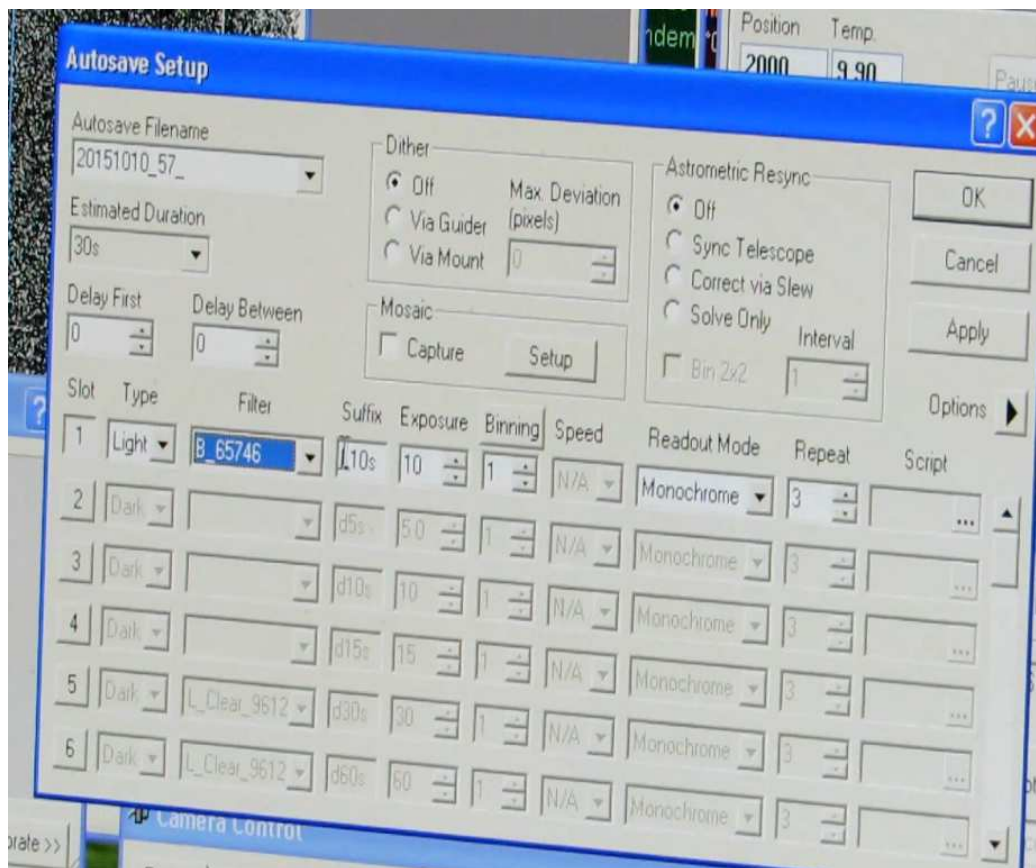 Position Temp.
2000 9.90
Autosave Setup
Autosave Filename
20151010_57_
Estimated Duration
30s
Delay First Delay Between
0 0
Dither
Off
Via Guider
Via Mount
Max. Deviation
(pixels)
0
Mosaic
Capture Setup
Astrometric Resync
Off
Sync Telescope
Correct via Slew
Solve Only
Interval
Bin 2x2 1
OK
Cancel
Apply
Options
Slot Type Filter Suffix Exposure Binning Speed Readout Mode Repeat Script
1 Light B_65746 10s 10 1 N/A Monochrome 3 ...
2 Dark d5s 5.0 1 N/A Monochrome 3 ...
3 Dark d10s 10 1 N/A Monochrome 3 ...
4 Dark d15s 15 1 N/A Monochrome 3 ...
5 Dark L_Clear_9612 d30s 30 1 N/A Monochrome 3 ...
6 Dark L_Clear_9612 d60s 60 1 N/A Monochrome 3 ...
Camera Control